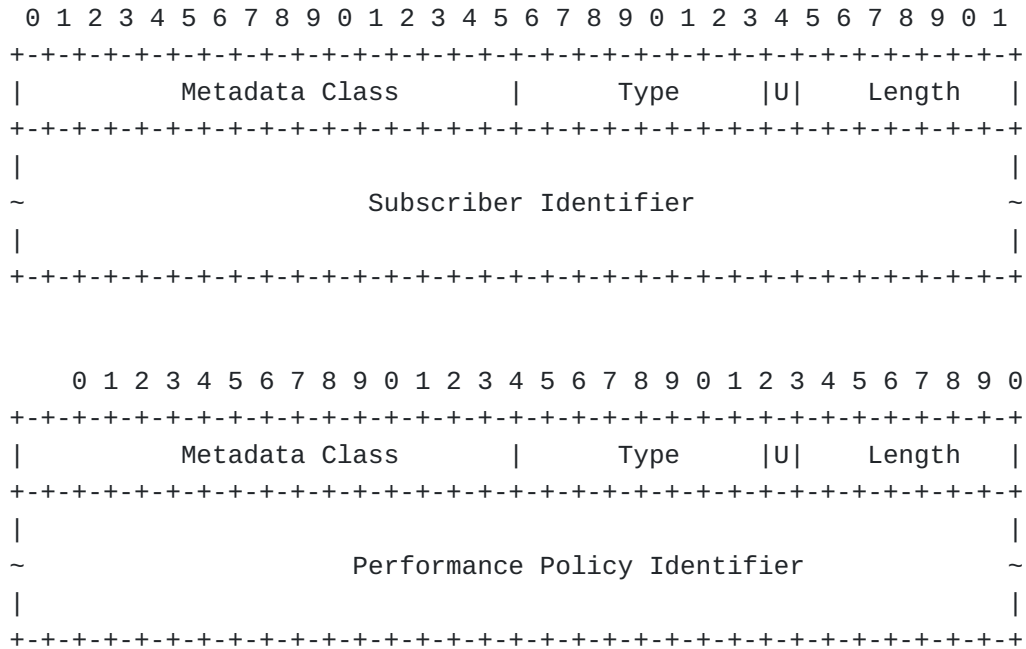 0 1 2 3 4 5 6 7 8 9 0 1 2 3 4 5 6 7 8 9 0 1 2 3 4 5 6 7 8 9 0 1
+-+-+-+-+-+-+-+-+-+-+-+-+-+-+-+-+-+-+-+-+-+-+-+-+-+-+-+-+-+-+-+-+
|          Metadata Class       |      Type     |U|    Length   |
+-+-+-+-+-+-+-+-+-+-+-+-+-+-+-+-+-+-+-+-+-+-+-+-+-+-+-+-+-+-+-+-+
|                                                               |
~                      Subscriber Identifier                    ~
|                                                               |
+-+-+-+-+-+-+-+-+-+-+-+-+-+-+-+-+-+-+-+-+-+-+-+-+-+-+-+-+-+-+-+-+
    0 1 2 3 4 5 6 7 8 9 0 1 2 3 4 5 6 7 8 9 0 1 2 3 4 5 6 7 8 9 0
+-+-+-+-+-+-+-+-+-+-+-+-+-+-+-+-+-+-+-+-+-+-+-+-+-+-+-+-+-+-+-+-+
|          Metadata Class       |      Type     |U|    Length   |
+-+-+-+-+-+-+-+-+-+-+-+-+-+-+-+-+-+-+-+-+-+-+-+-+-+-+-+-+-+-+-+-+
|                                                               |
~                     Performance Policy Identifier             ~
|                                                               |
+-+-+-+-+-+-+-+-+-+-+-+-+-+-+-+-+-+-+-+-+-+-+-+-+-+-+-+-+-+-+-+-+